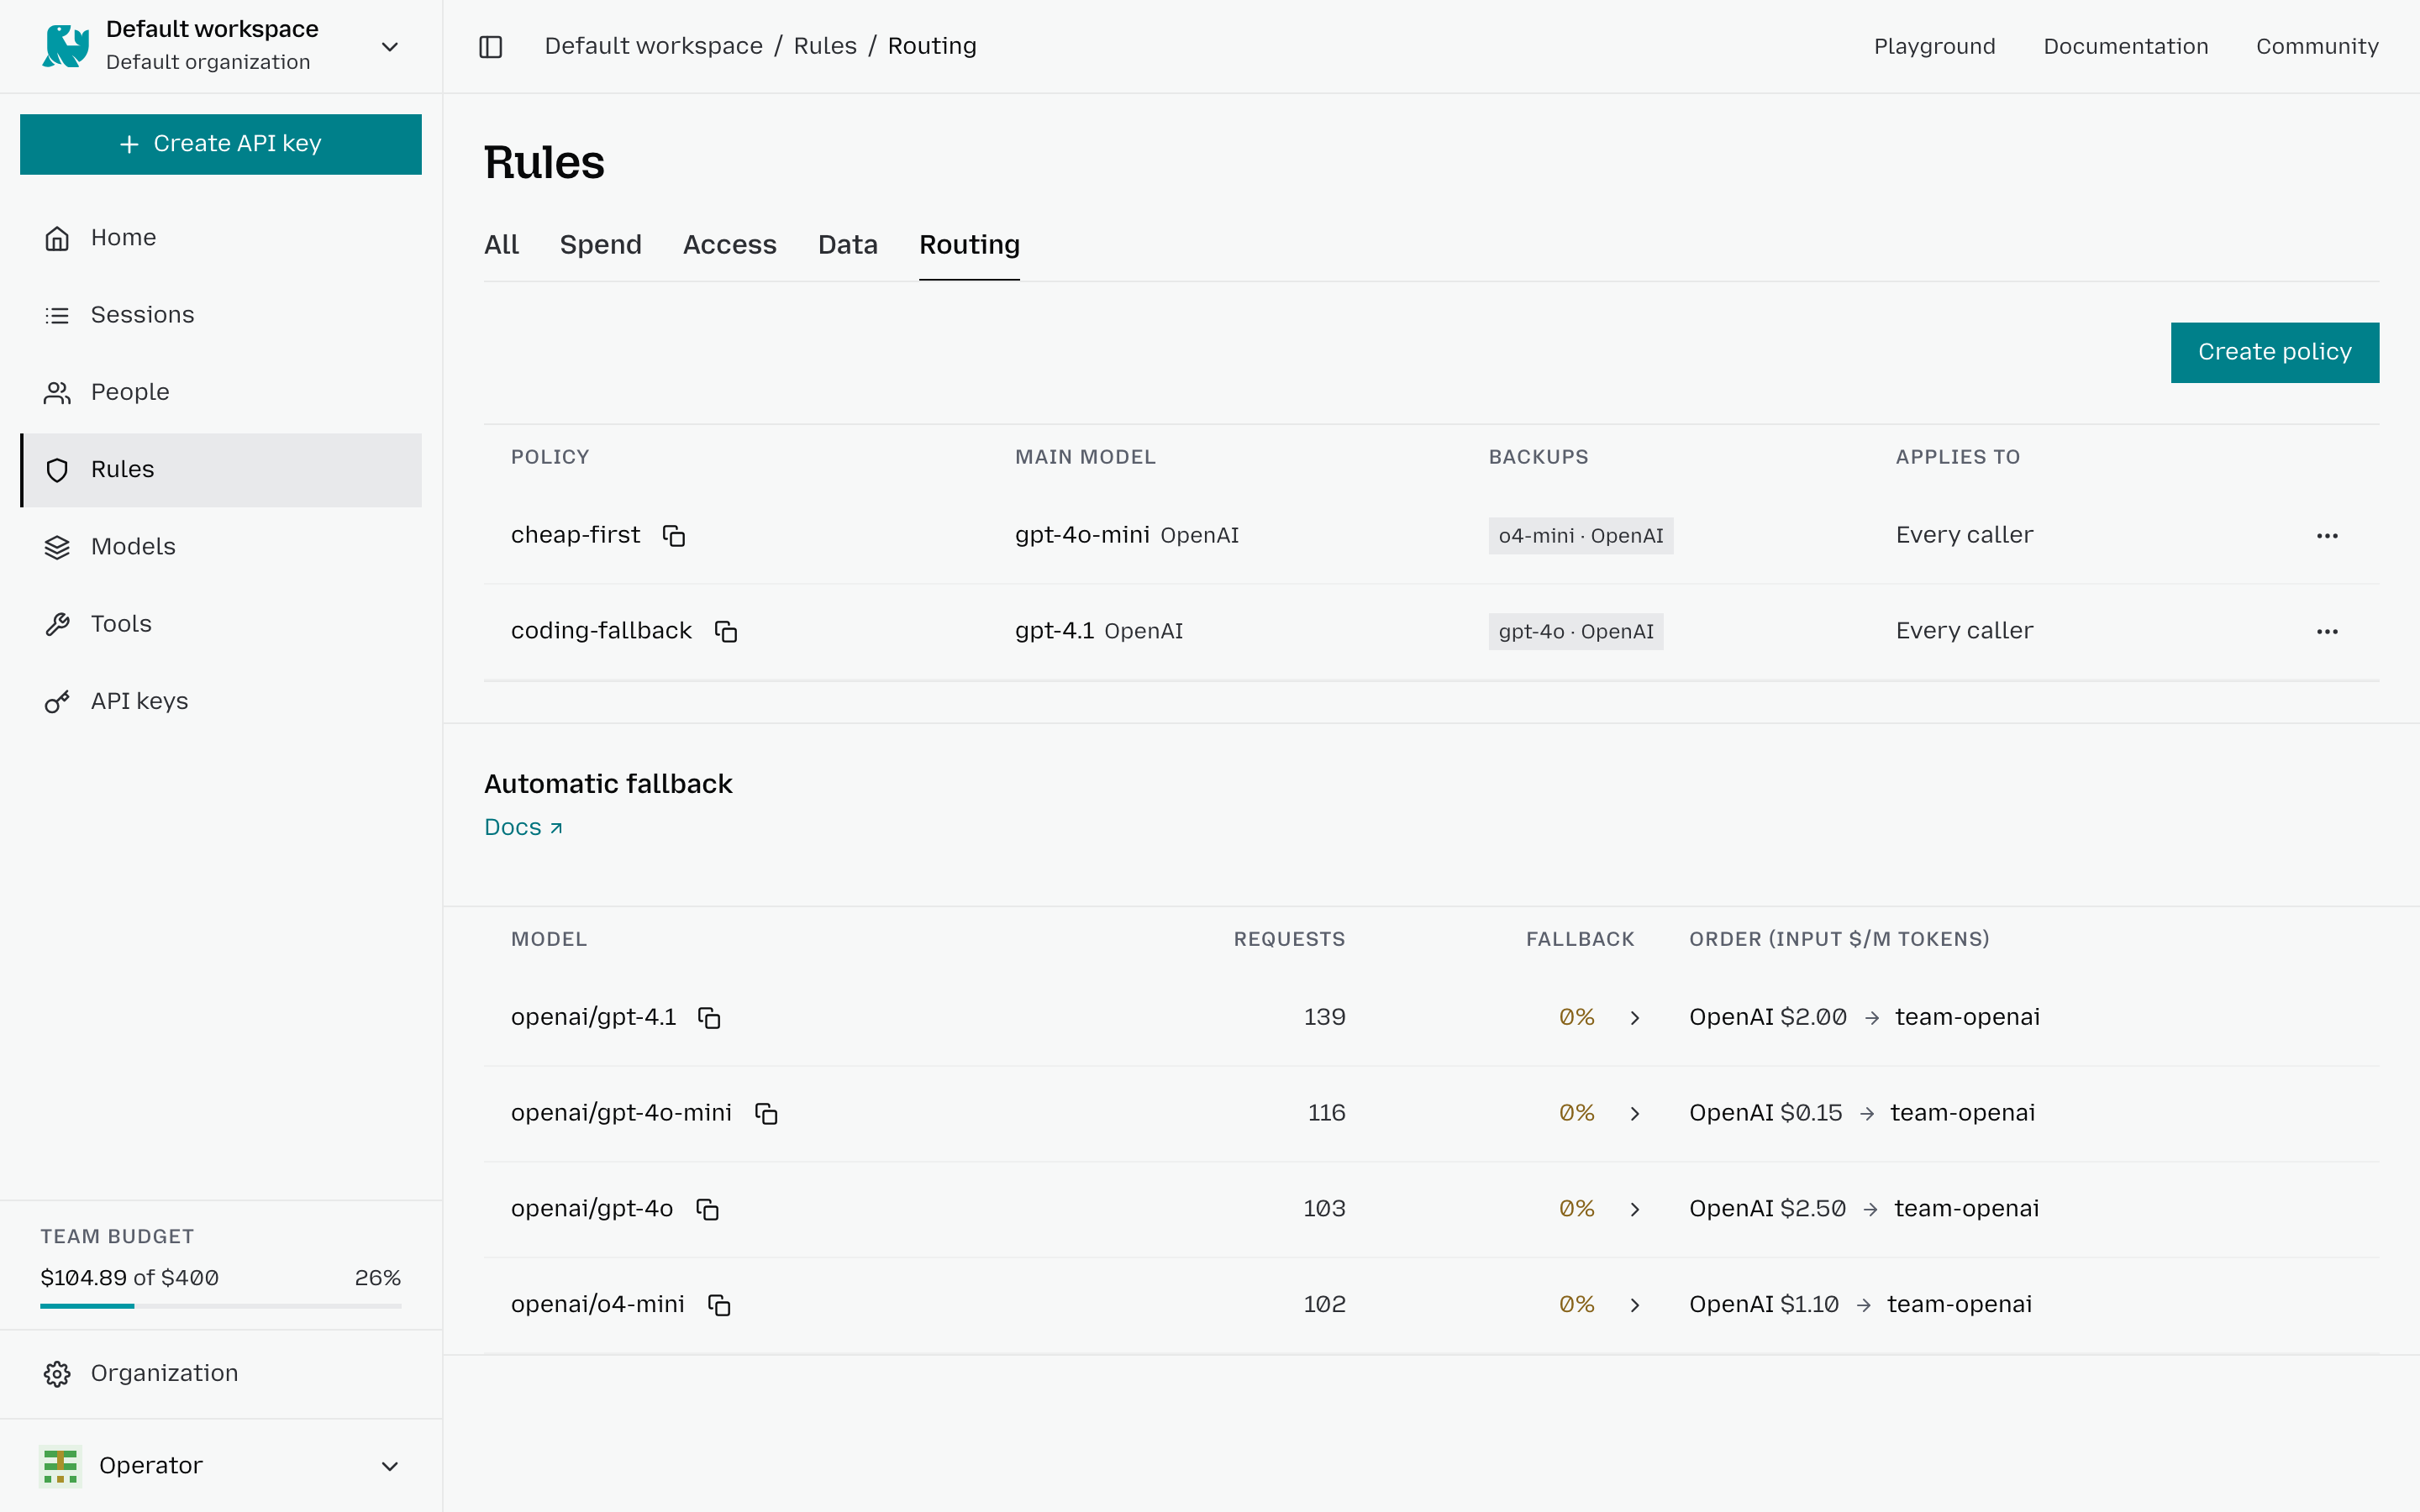 Default workspace
Default organization
Default workspace / Rules / Routing
Playground
Documentation
Community
Create API key
Home
Sessions
People
Rules
Models
Tools
API keys
TEAM BUDGET
$104.89 of $400 26%
Organization
Operator
Rules
All Spend Access Data Routing
Create policy
POLICY MAIN MODEL BACKUPS APPLIES TO
cheap-first gpt-4o-mini OpenAI o4-mini · OpenAI Every caller
coding-fallback gpt-4.1 OpenAI gpt-4o · OpenAI Every caller
Automatic fallback
Docs
MODEL REQUESTS FALLBACK ORDER (INPUT $/M TOKENS)
openai/gpt-4.1 139 0% OpenAI $2.00 → team-openai
openai/gpt-4o-mini 116 0% OpenAI $0.15 → team-openai
openai/gpt-4o 103 0% OpenAI $2.50 → team-openai
openai/o4-mini 102 0% OpenAI $1.10 → team-openai